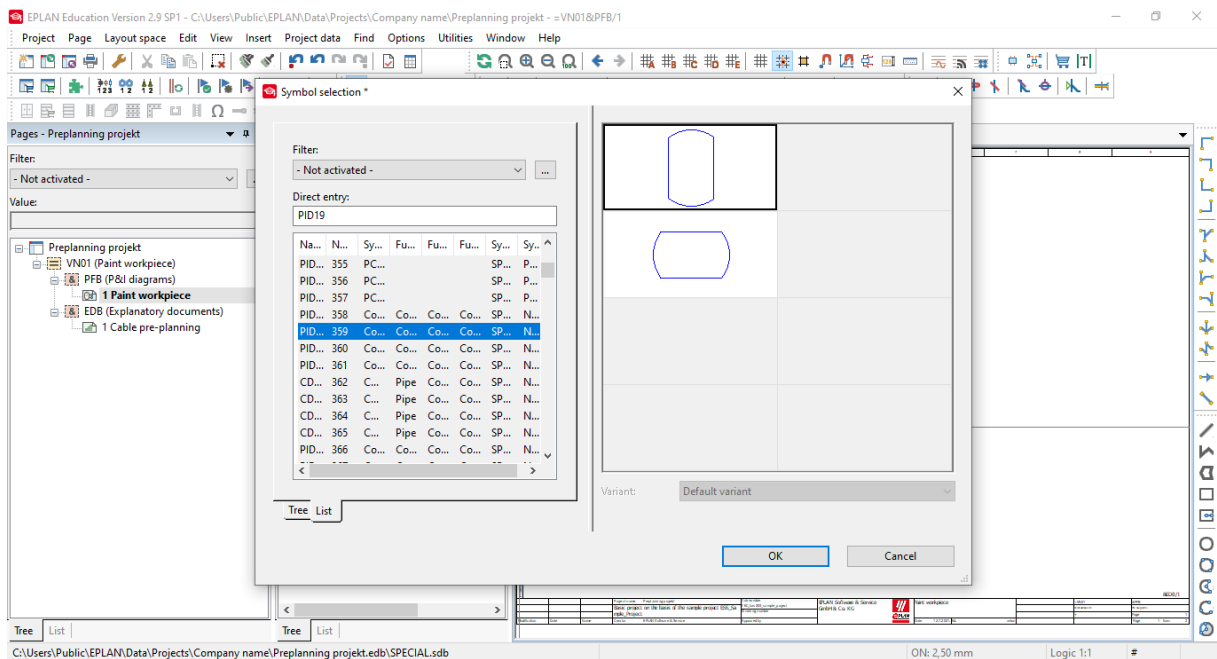 EPLAN Education Version 2.9 SP1 - C:\Users\Public\EPLAN\Data\Projects\Company name\Preplanning projekt - =VN01&PFB/1
Project Page Layout space Edit View Insert Project data Find Options Utilities Window Help
Symbol selection *
Pages - Preplanning projekt
Filter:
- Not activated -
Value:
Preplanning projekt
VN01 (Paint workpiece)
PFB (P&I diagrams)
1 Paint workpiece
EDB (Explanatory documents)
1 Cable pre-planning
Tree List
Filter:
- Not activated - ...
Direct entry:
PID19
Na... N... Sy... Fu... Fu... Fu... Sy... Sy...
PID... 355 PC... SP... P...
PID... 356 PC... SP... P...
PID... 357 PC... SP... P...
PID... 358 Co... Co... Co... Co... SP... N...
PID... 359 Co... Co... Co... Co... SP... N...
PID... 360 Co... Co... Co... Co... SP... N...
PID... 361 Co... Co... Co... Co... SP... N...
CD... 362 C... Pipe Co... Co... SP... N...
CD... 363 C... Pipe Co... Co... SP... N...
CD... 364 C... Pipe Co... Co... SP... N...
CD... 365 C... Pipe Co... Co... SP... N...
PID... 366 Co... Co... Co... Co... SP... N...
Tree List
Variant: Default variant
OK Cancel
Tree List
EPLAN Software & Service
GmbH & Co. KG
Paint workpiece
C:\Users\Public\EPLAN\Data\Projects\Company name\Preplanning projekt.edb\SPECIAL.sdb
ON: 2,50 mm Logic 1:1 #